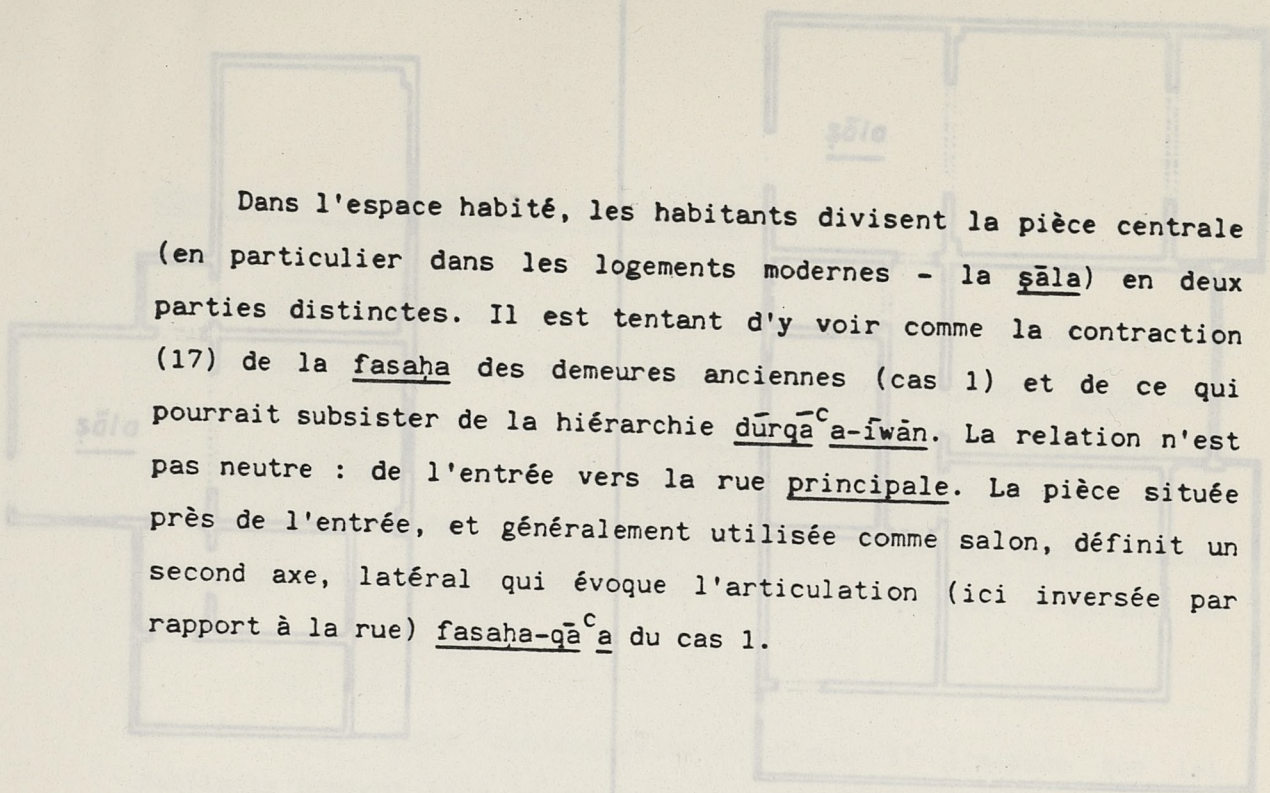 ṣāla
ṣāla
Dans l'espace habité, les habitants divisent la pièce centrale
(en particulier dans les logements modernes - la ṣāla) en deux
parties distinctes. Il est tentant d'y voir comme la contraction
(17) de la fasaḥa des demeures anciennes (cas 1) et de ce qui
pourrait subsister de la hiérarchie dūrqāᶜa-īwān. La relation n'est
pas neutre : de l'entrée vers la rue principale. La pièce située
près de l'entrée, et généralement utilisée comme salon, définit un
second axe, latéral qui évoque l'articulation (ici inversée par
rapport à la rue) fasaḥa-qāᶜa du cas 1.